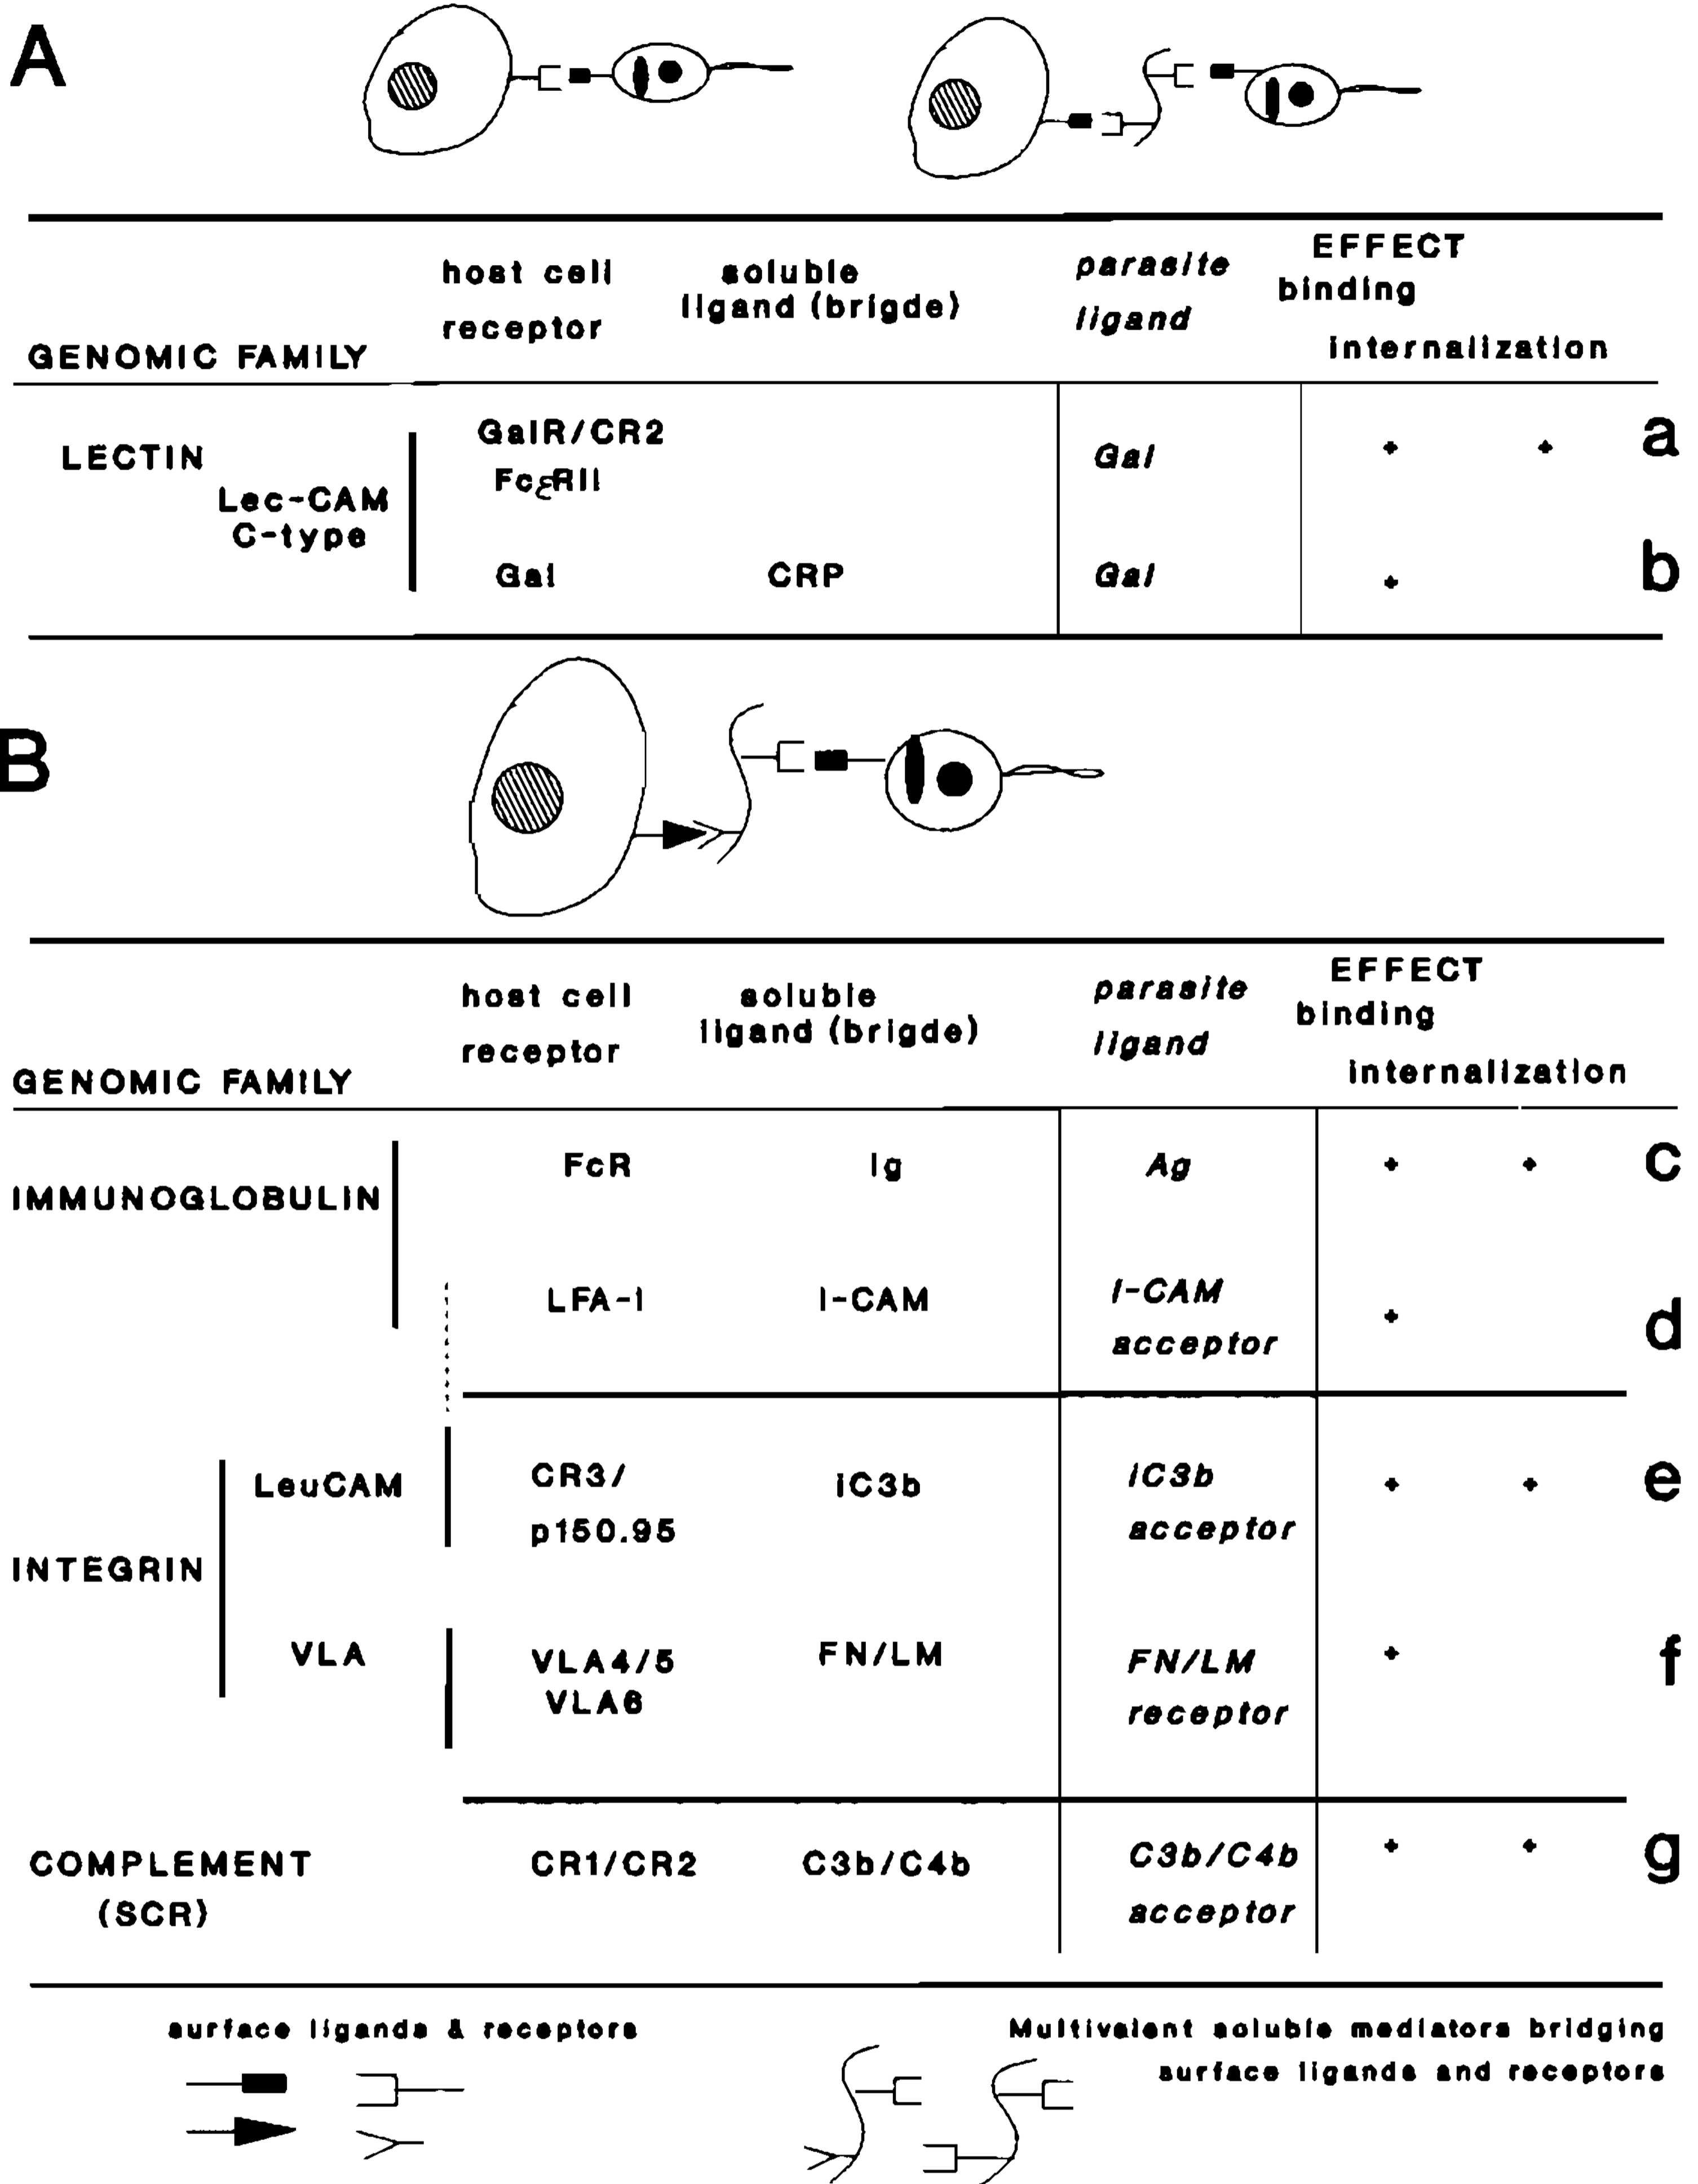 A
host cell soluble parasite EFFECT
receptor ligand (brigde) ligand binding
GENOMIC FAMILY internalization
LECTIN GalR/CR2 Gal + + a
Lec-CAM FcεRII
C-type
Gal CRP Gal + b
B
host cell soluble parasite EFFECT
receptor ligand (brigde) ligand binding
GENOMIC FAMILY internalization
IMMUNOGLOBULIN FcR Ig Ag + + c
LFA-1 I-CAM I-CAM + d
acceptor
LeuCAM CR3/ iC3b iC3b + + e
p150.95 acceptor
INTEGRIN
VLA VLA4/5 FN/LM FN/LM + f
VLA6 receptor
COMPLEMENT CR1/CR2 C3b/C4b C3b/C4b + + g
(SCR) acceptor
surface ligands & receptors Multivalent soluble mediators bridging
surface ligands and receptors